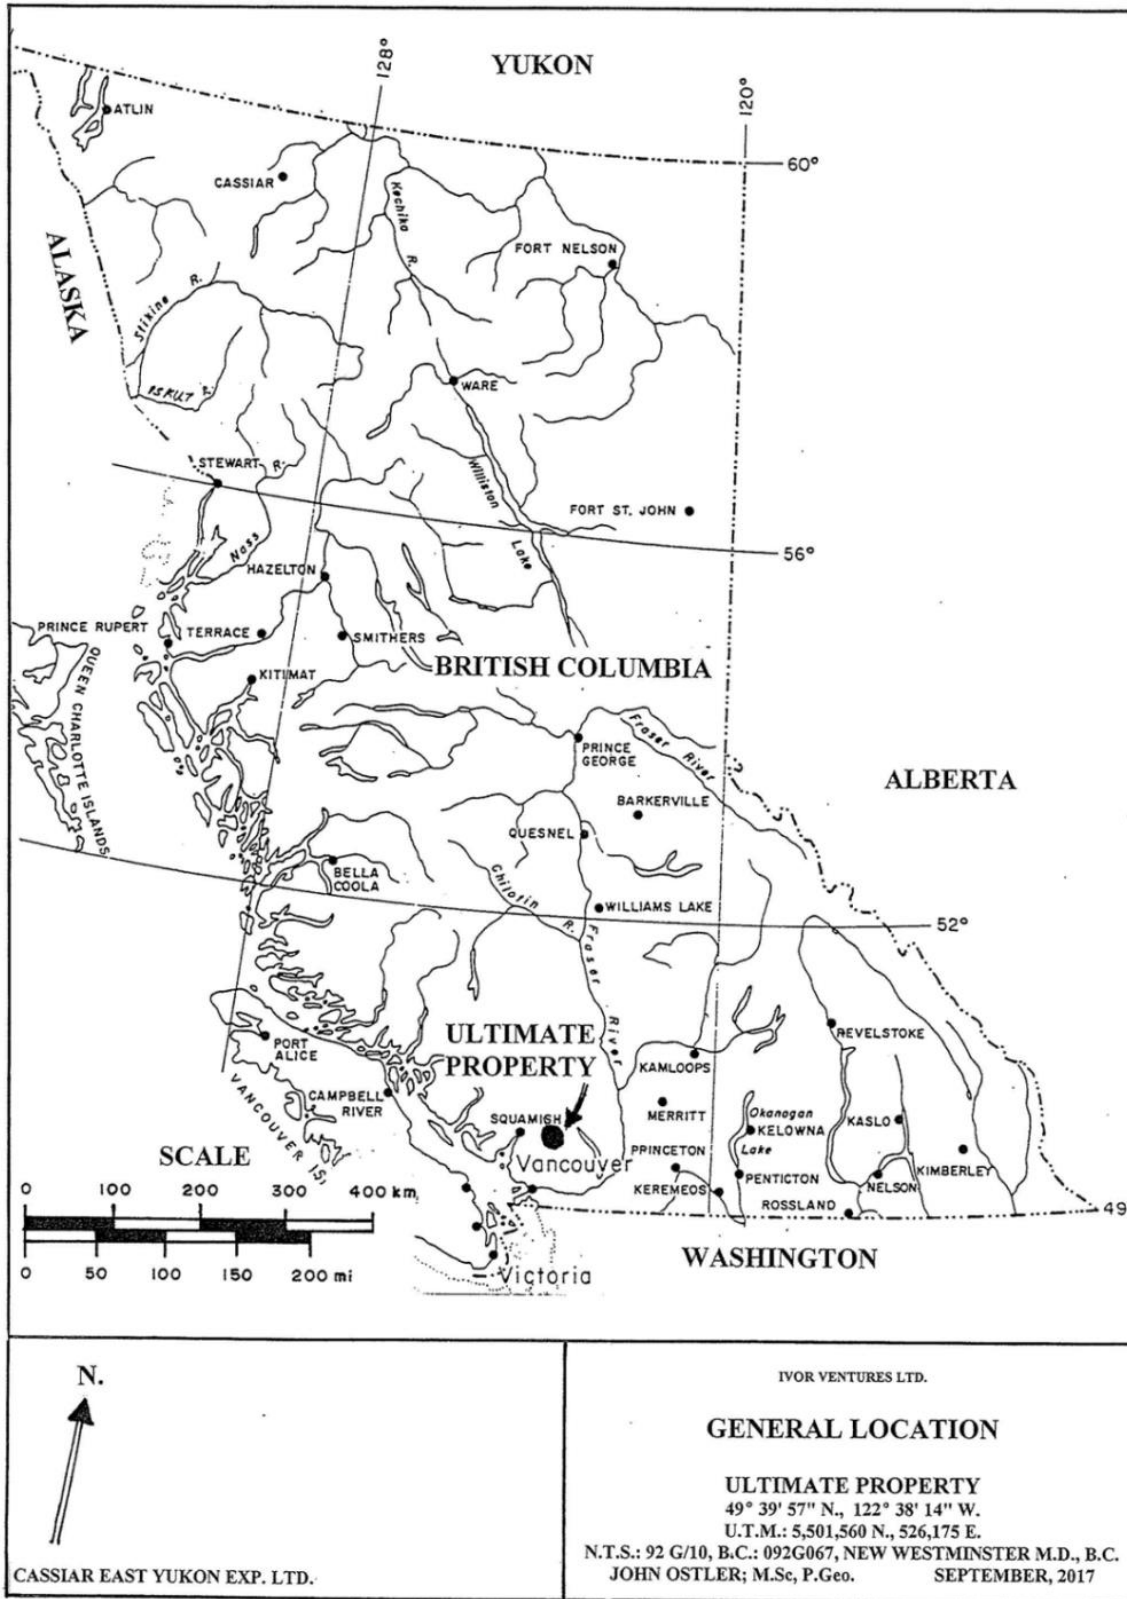 YUKON
128°
120°
ATLIN
60°
CASSIAR
Kechika
R.
FORT NELSON
ALASKA
Stikine R.
ISKUT R.
WARE
STEWART
R.
Williston
FORT ST. JOHN
Nass
Lake
56°
HAZELTON
PRINCE RUPERT
TERRACE
SMITHERS
QUEEN CHARLOTTE ISLANDS
KITIMAT
BRITISH COLUMBIA
Fraser River
PRINCE
GEORGE
ALBERTA
BARKERVILLE
QUESNEL
BELLA
COOLA
Chilotin
R.
WILLIAMS LAKE
52°
Fraser
River
ULTIMATE
PROPERTY
REVELSTOKE
PORT
ALICE
KAMLOOPS
VANCOUVER IS.
CAMPBELL
RIVER
MERRITT
Okanogan
KELOWNA
Lake
KASLO
SQUAMISH
SCALE
Vancouver
PRINCETON
KIMBERLEY
PENTICTON
NELSON
KEREMEOS
ROSSLAND
49
0 100 200 300 400 km
WASHINGTON
0 50 100 150 200 mi
Victoria
N.
CASSIAR EAST YUKON EXP. LTD.
IVOR VENTURES LTD.
GENERAL LOCATION
ULTIMATE PROPERTY
49° 39' 57" N., 122° 38' 14" W.
U.T.M.: 5,501,560 N., 526,175 E.
N.T.S.: 92 G/10, B.C.: 092G067, NEW WESTMINSTER M.D., B.C.
JOHN OSTLER; M.Sc, P.Geo. SEPTEMBER, 2017